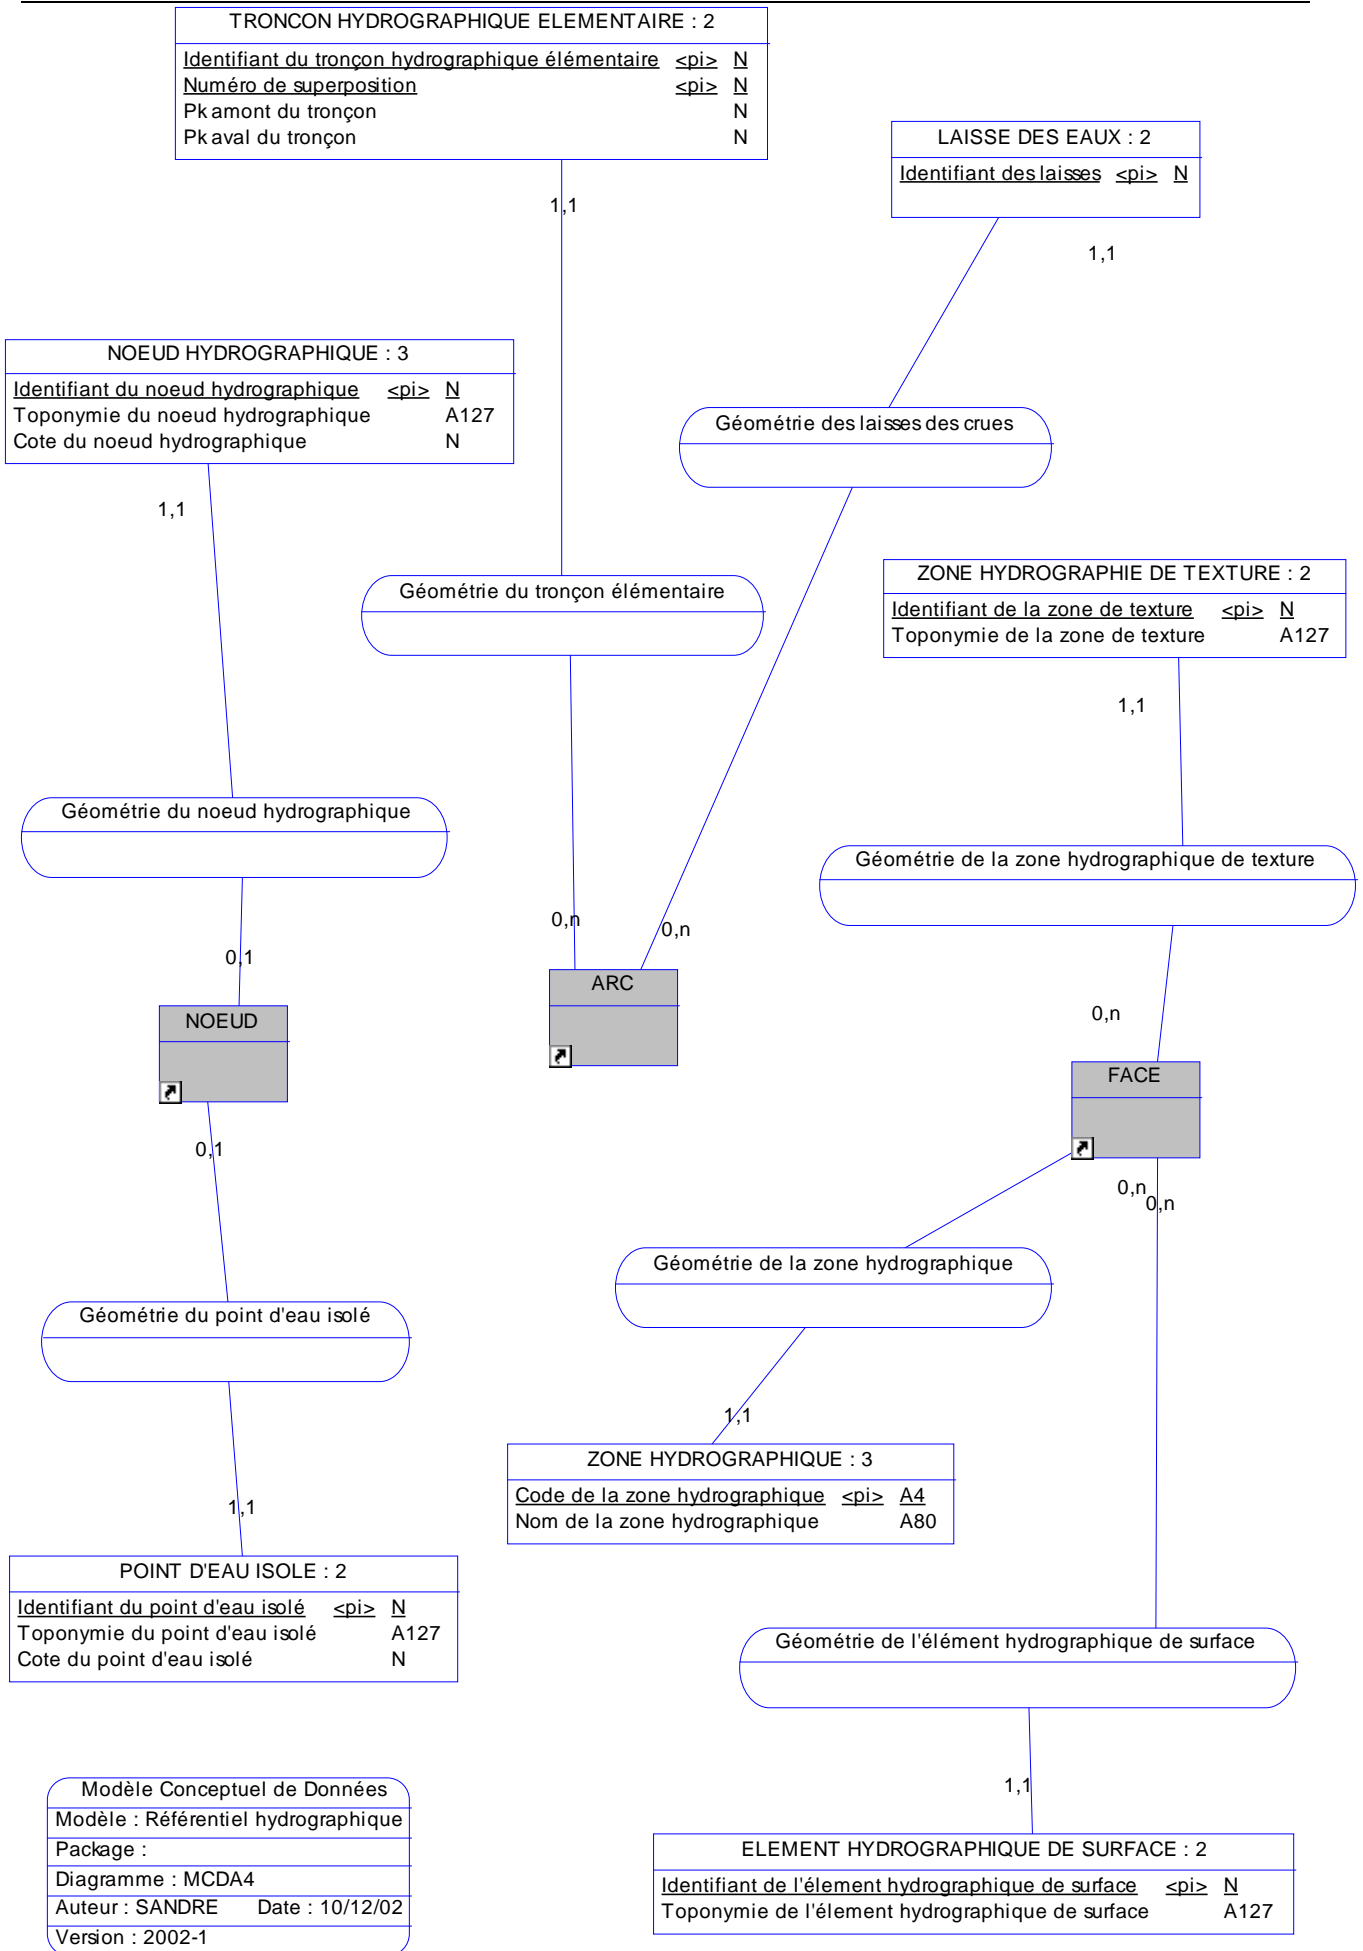 TRONCON HYDROGRAPHIQUE ELEMENTAIRE : 2
Identifiant du tronçon hydrographique élémentaire <pi> N
Numéro de superposition <pi> N
Pk amont du tronçon N
Pk aval du tronçon N
LAISSE DES EAUX : 2
Identifiant des laisses <pi> N
1,1
1,1
NOEUD HYDROGRAPHIQUE : 3
Identifiant du noeud hydrographique <pi> N
Toponymie du noeud hydrographique A127
Cote du noeud hydrographique N
Géométrie des laisses des crues
1,1
ZONE HYDROGRAPHIE DE TEXTURE : 2
Identifiant de la zone de texture <pi> N
Toponymie de la zone de texture A127
Géométrie du tronçon élémentaire
1,1
Géométrie du noeud hydrographique
Géométrie de la zone hydrographique de texture
0,n
0,n
0,1
ARC
NOEUD
0,n
FACE
0,1
0,n
0,n
Géométrie de la zone hydrographique
Géométrie du point d'eau isolé
1,1
ZONE HYDROGRAPHIQUE : 3
Code de la zone hydrographique <pi> A4
Nom de la zone hydrographique A80
1,1
POINT D'EAU ISOLE : 2
Identifiant du point d'eau isolé <pi> N
Toponymie du point d'eau isolé A127
Cote du point d'eau isolé N
Géométrie de l'élément hydrographique de surface
1,1
Modèle Conceptuel de Données
Modèle : Référentiel hydrographique
Package :
Diagramme : MCDA4
Auteur : SANDRE Date : 10/12/02
Version : 2002-1
ELEMENT HYDROGRAPHIQUE DE SURFACE : 2
Identifiant de l'élement hydrographique de surface <pi> N
Toponymie de l'élement hydrographique de surface A127